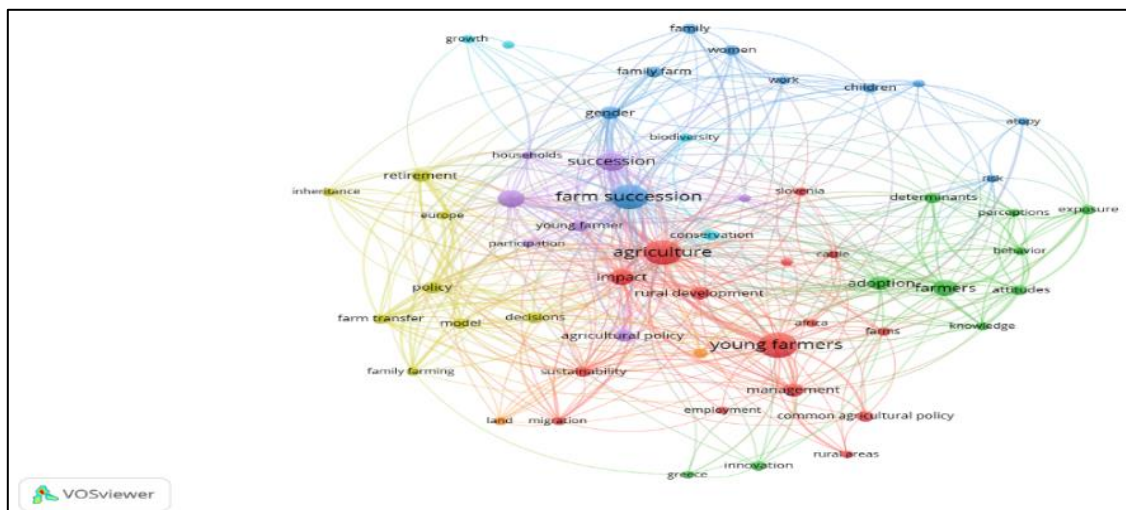 family
growth
women
family farm
work
children
gender
atopy
biodiversity
households
succession
retirement
risk
inheritance
slovenia
farm succession
determinants
europe
perceptions
exposure
young farmer
conservation
participation
agriculture
cattle
behavior
impact
adoption
farmers
policy
attitudes
rural development
farm transfer
model
decisions
africa
knowledge
agricultural policy
farms
young farmers
family farming
sustainability
management
employment
common agricultural policy
land
migration
rural areas
innovation
greece
VOSviewer